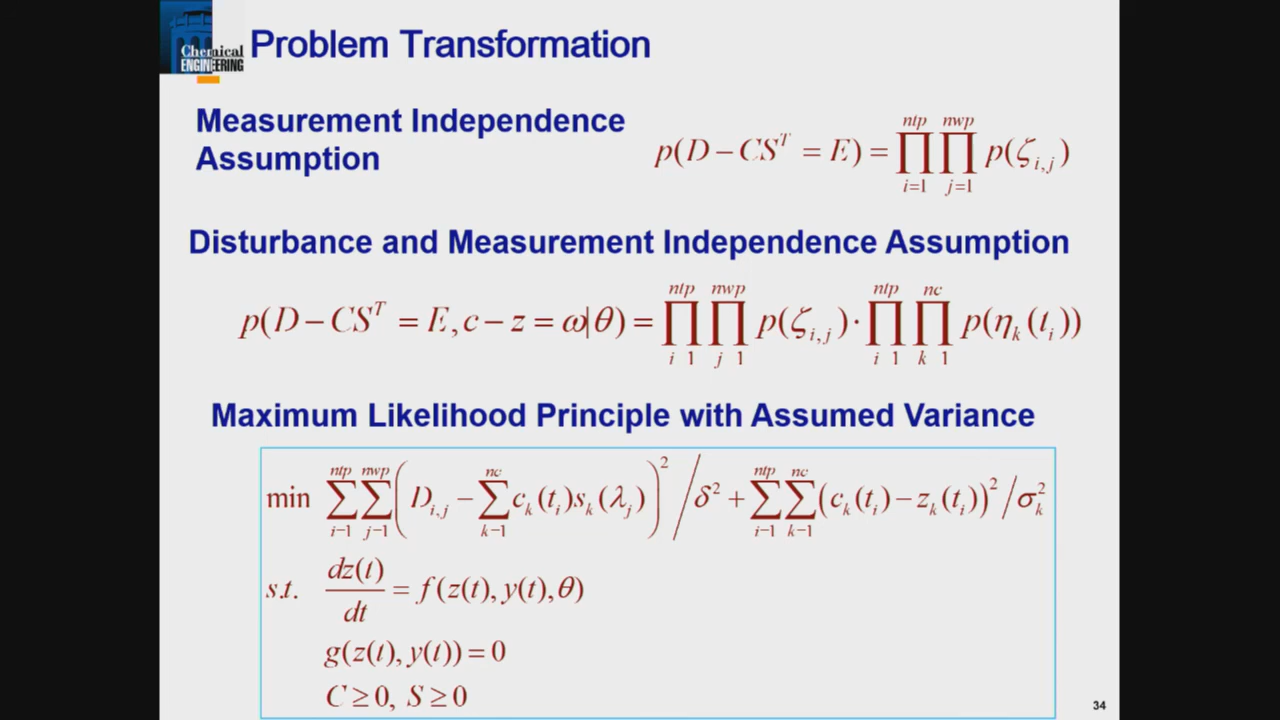 Chemical
ENGINEERING
Problem Transformation
Measurement Independence
Assumption
p(D − CS^T = E) = ∏_{i=1}^{ntp} ∏_{j=1}^{nwp} p(ζ_{i,j})
Disturbance and Measurement Independence Assumption
p(D − CS^T = E, c − z = ω|θ) = ∏_{i 1}^{ntp} ∏_{j 1}^{nwp} p(ζ_{i,j}) · ∏_{i 1}^{ntp} ∏_{k 1}^{nc} p(η_k(t_i))
Maximum Likelihood Principle with Assumed Variance
min ∑_{i−1}^{ntp} ∑_{j−1}^{nwp} (D_{i,j} − ∑_{k−1}^{nc} c_k(t_i)s_k(λ_j))^2 / δ^2 + ∑_{i−1}^{ntp} ∑_{k−1}^{nc} (c_k(t_i) − z_k(t_i))^2 / σ_k^2
s.t. dz(t)/dt = f(z(t), y(t), θ)
g(z(t), y(t)) = 0
C ≥ 0, S ≥ 0
34